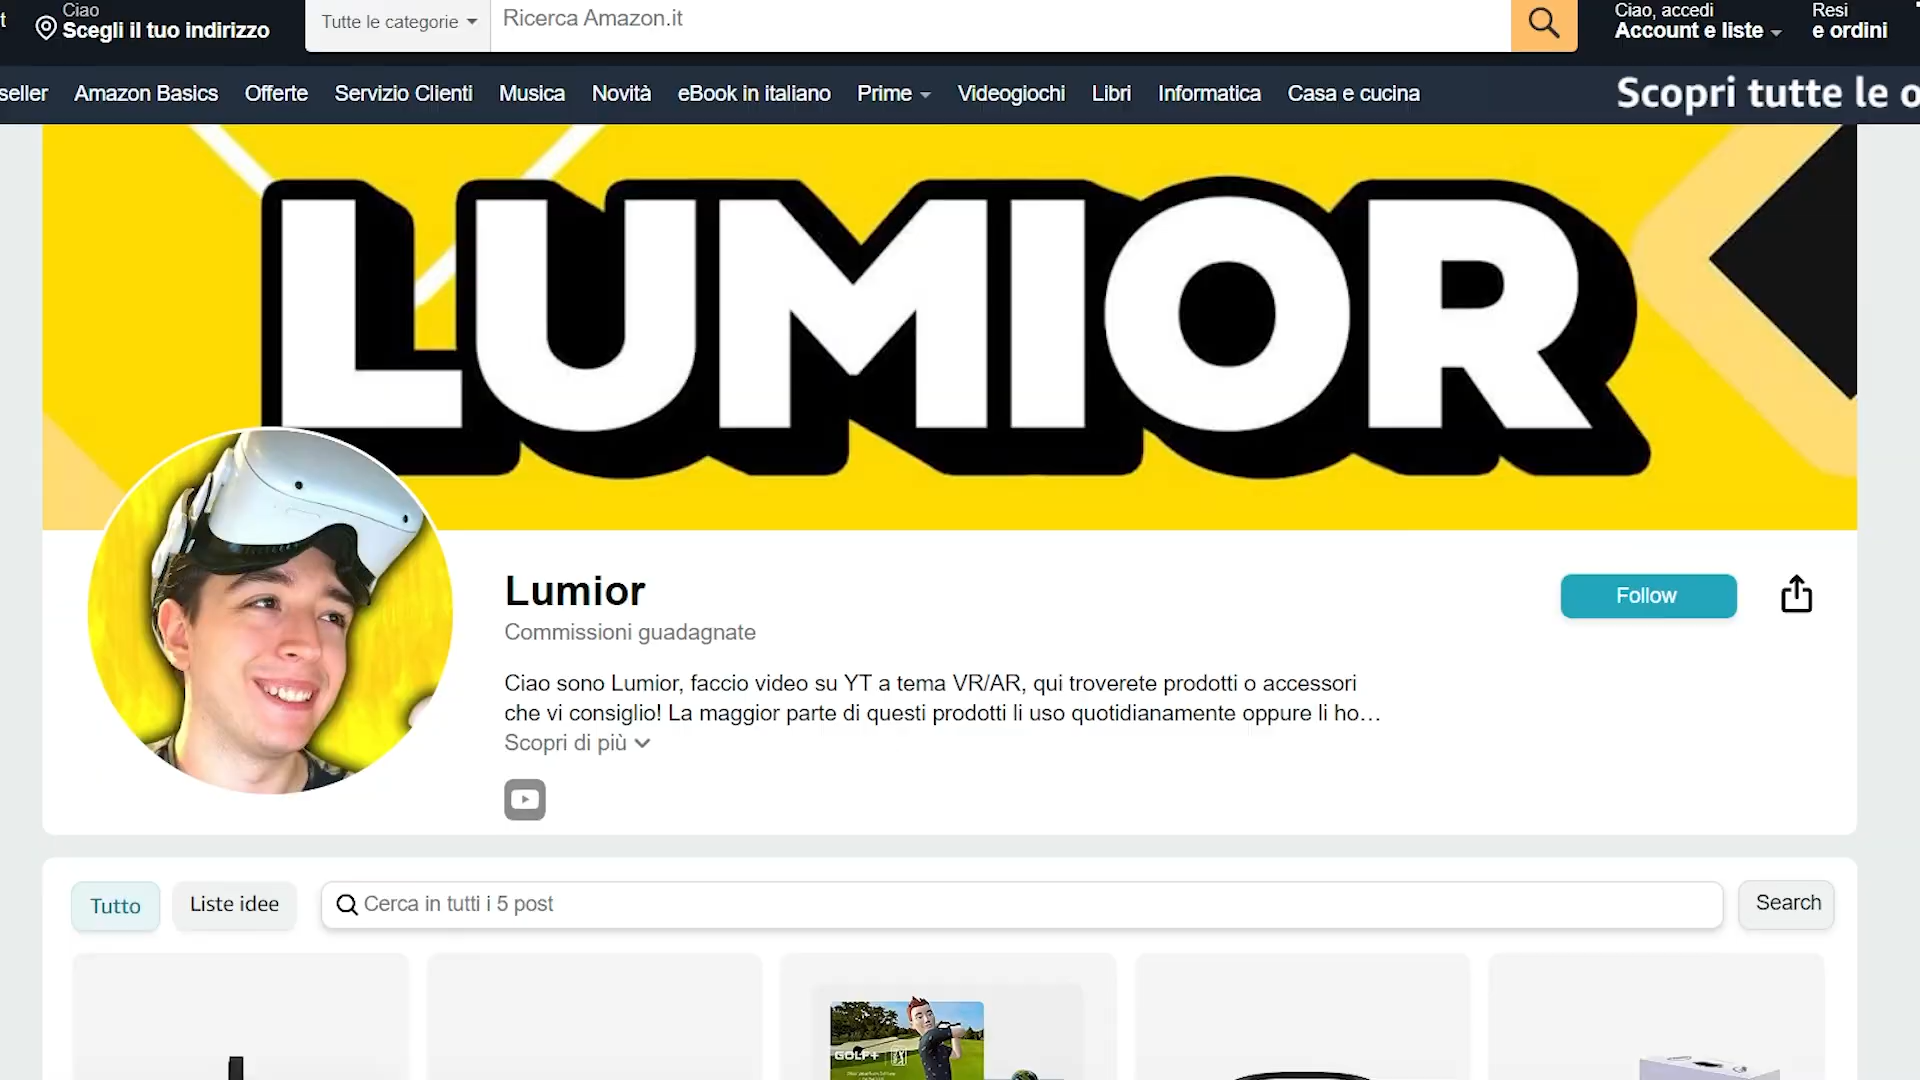 t
Ciao
Scegli il tuo indirizzo
Tutte le categorie
Ricerca Amazon.it
Ciao, accedi
Account e liste
Resi
e ordini
seller
Amazon Basics
Offerte
Servizio Clienti
Musica
Novità
eBook in italiano
Prime
Videogiochi
Libri
Informatica
Casa e cucina
Scopri tutte le o
LUMIOR
Lumior
Commissioni guadagnate
Follow
Ciao sono Lumior, faccio video su YT a tema VR/AR, qui troverete prodotti o accessori
che vi consiglio! La maggior parte di questi prodotti li uso quotidianamente oppure li ho...
Scopri di più
Tutto
Liste idee
Cerca in tutti i 5 post
Search
GOLF+